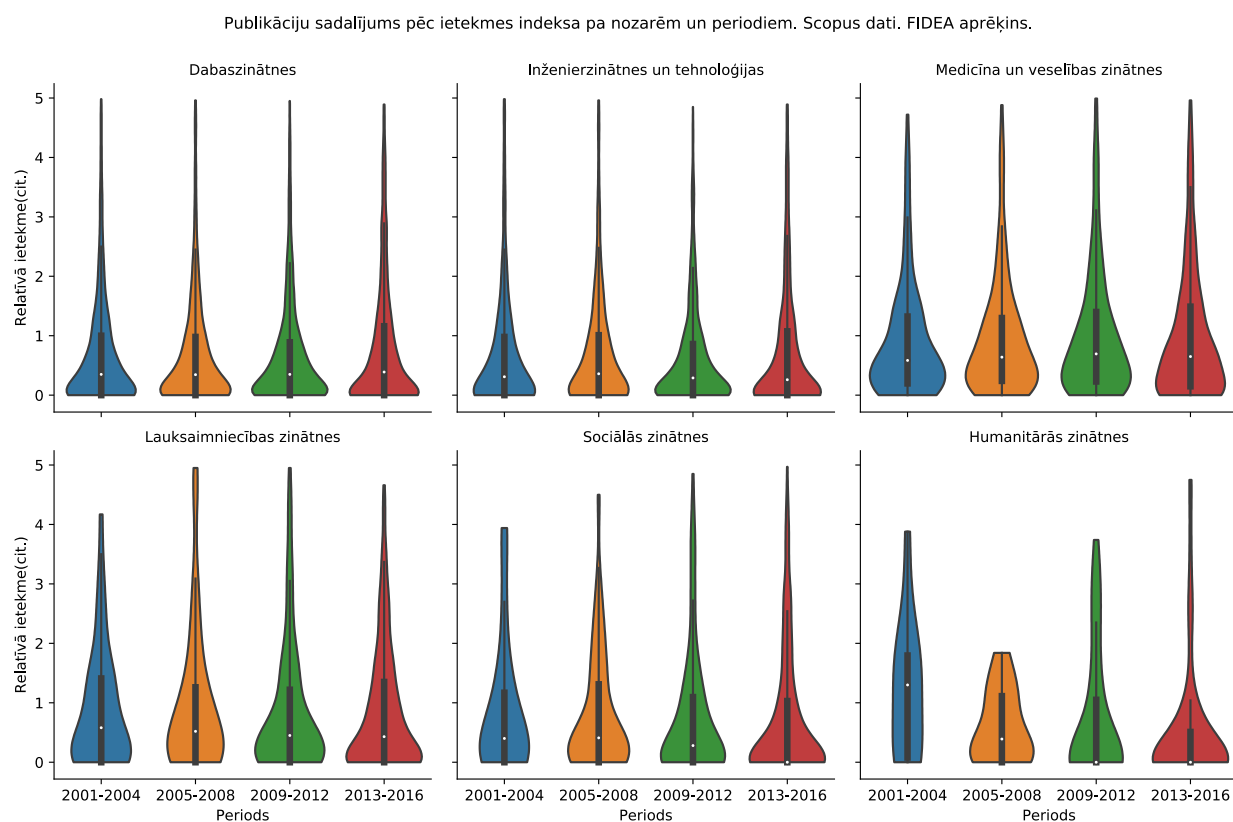 Publikāciju sadalījums pēc ietekmes indeksa pa nozarēm un periodiem. Scopus dati. FIDEA aprēķins.
Dabaszinātnes
Inženierzinātnes un tehnoloģijas
Medicīna un veselības zinātnes
5
4
3
2
1
0
Relatīvā ietekme(cit.)
Lauksaimniecības zinātnes
Sociālās zinātnes
Humanitārās zinātnes
5
4
3
2
1
0
Relatīvā ietekme(cit.)
2001-2004 2005-2008 2009-2012 2013-2016
Periods
2001-2004 2005-2008 2009-2012 2013-2016
Periods
2001-2004 2005-2008 2009-2012 2013-2016
Periods